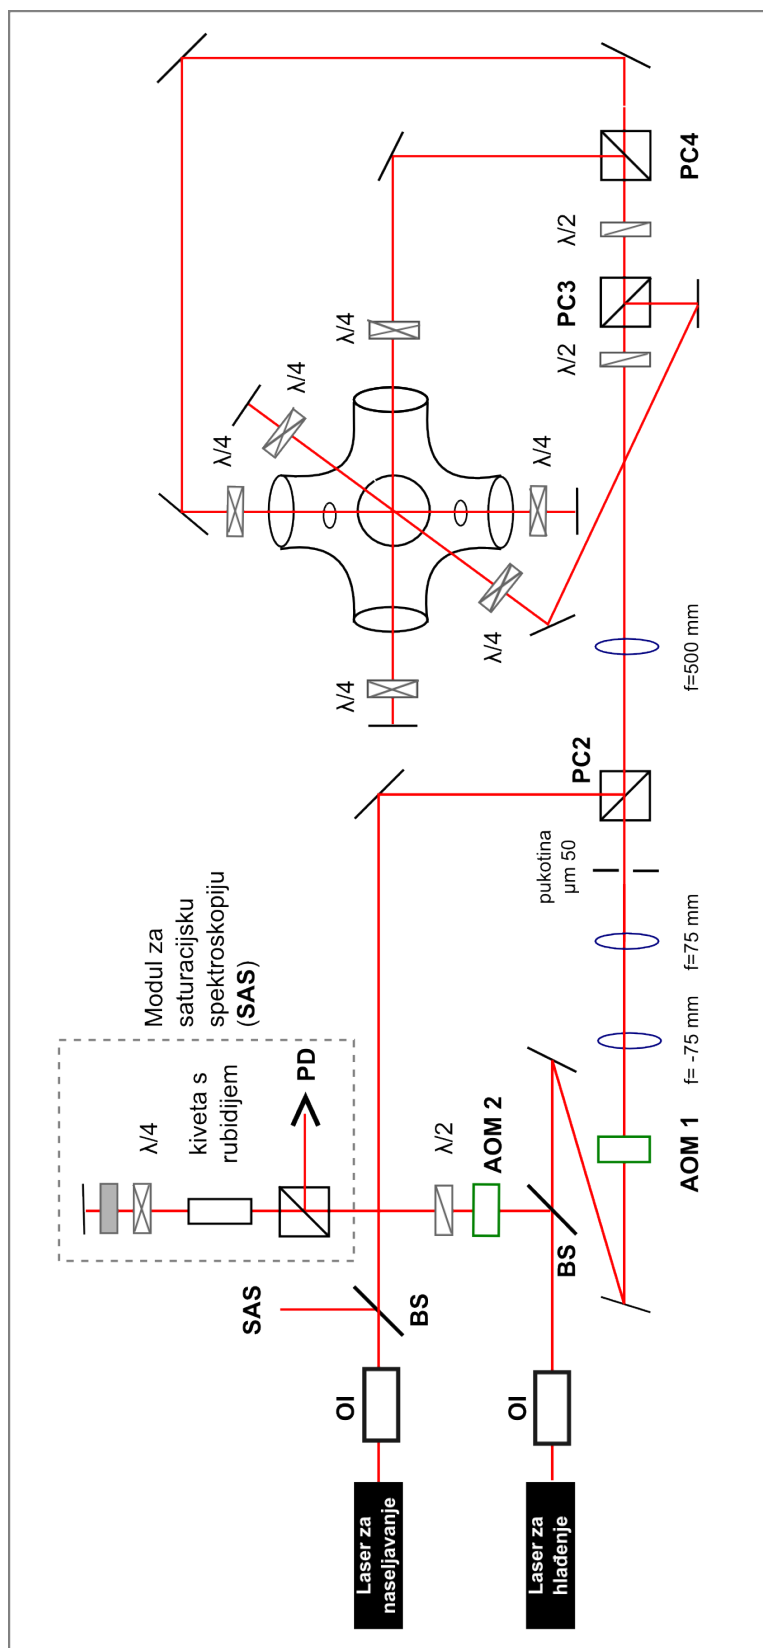 Modul za
saturacijsku
spektroskopiju
(SAS)
λ/4
kiveta s
rubidijem
PD
SAS
BS
OI
Laser za
naseljavanje
λ/2
AOM 2
BS
OI
Laser za
hlađenje
AOM 1
f= -75 mm
f=75 mm
pukotina
µm 50
PC2
f=500 mm
λ/4
λ/4
λ/4
λ/4
λ/4
λ/4
λ/2
PC3
λ/2
PC4